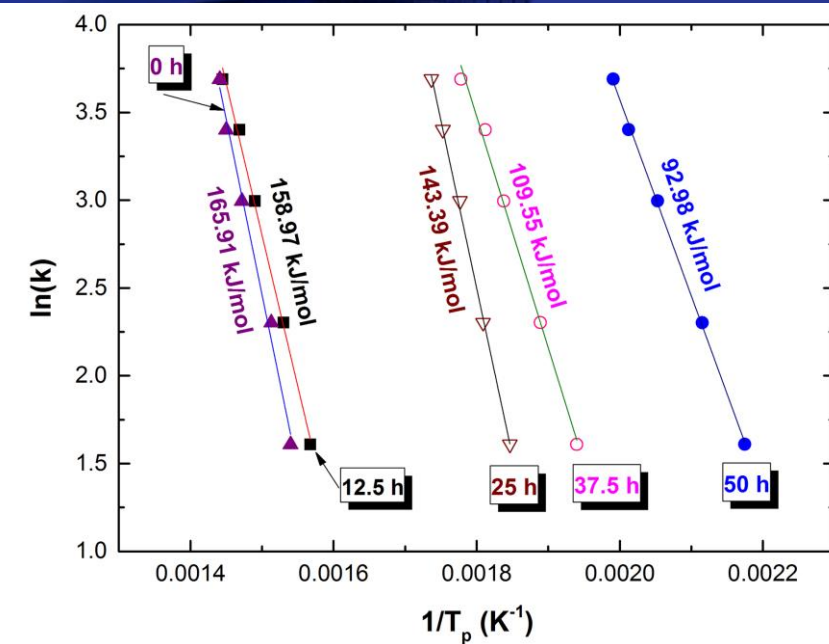 4.0
3.5
3.0
2.5
2.0
1.5
1.0
ln(k)
0 h
165.91 kJ/mol
158.97 kJ/mol
143.39 kJ/mol
109.55 kJ/mol
92.98 kJ/mol
12.5 h
25 h
37.5 h
50 h
0.0014 0.0016 0.0018 0.0020 0.0022
1/Tp (K⁻¹)